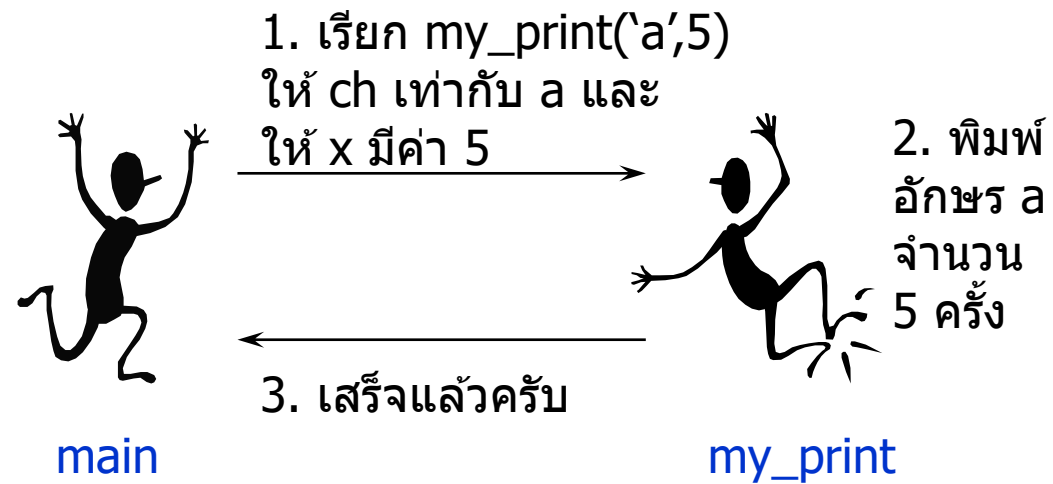 1. เรียก my_print(‘a’,5)
ให้ ch เท่ากับ a และ
ให้ x มีค่า 5
2. พิมพ์
อักษร a
จำนวน
5 ครั้ง
3. เสร็จแล้วครับ
main
my_print